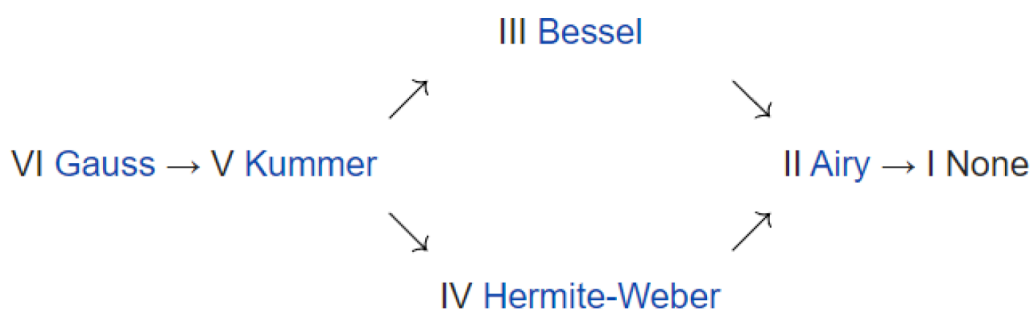 III Bessel
VI Gauss → V Kummer
II Airy → I None
IV Hermite-Weber